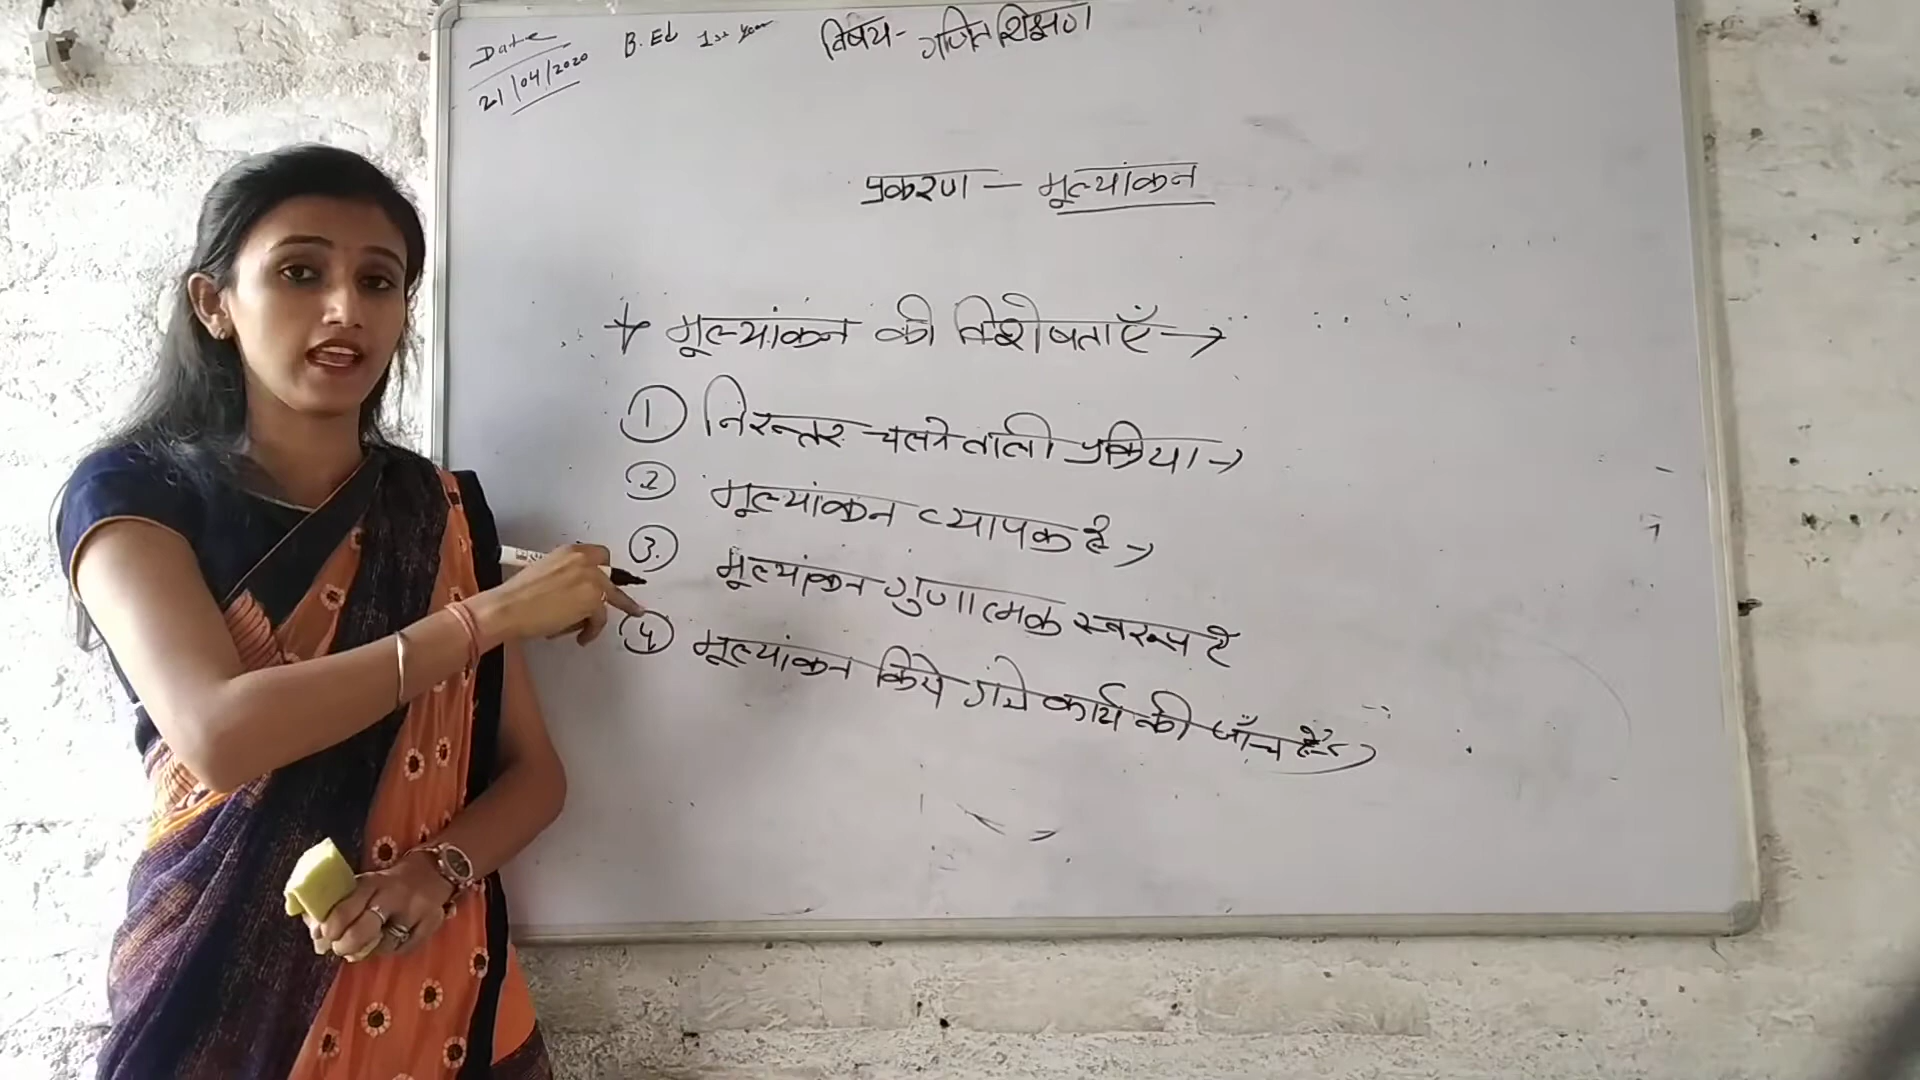 Date
21/04/2020
B.Ed 1st year
विषय- गणित शिक्षण
प्रकरण — मूल्यांकन
+ मूल्यांकन की विशेषताएँ →
① निरन्तर चलने वाली प्रक्रिया →
② मूल्यांकन व्यापक है →
③. मूल्यांकन गुणात्मक स्वरूप है
④ मूल्यांकन किये गये कार्य की जाँच है